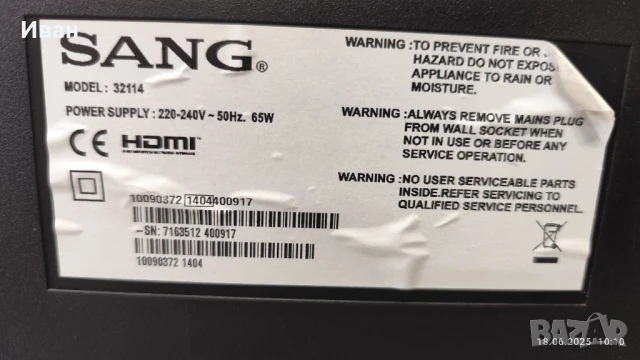 Иван
SANG®
MODEL : 32114
POWER SUPPLY : 220-240V ~ 50Hz. 65W
CE HDMI™
10090372 1404400917
~SN: 7163512 400917
10090372 1404
WARNING :TO PREVENT FIRE OR
HAZARD DO NOT EXPOS
APPLIANCE TO RAIN OR
MOISTURE.
WARNING :ALWAYS REMOVE MAINS PLUG
FROM WALL SOCKET WHEN
NOT IN USE OR BEFORE ANY
SERVICE OPERATION.
WARNING :NO USER SERVICEABLE PARTS
INSIDE.REFER SERVICING TO
QUALIFIED SERVICE PERSONNEL.
BAZAR
18.06.2025 10:10